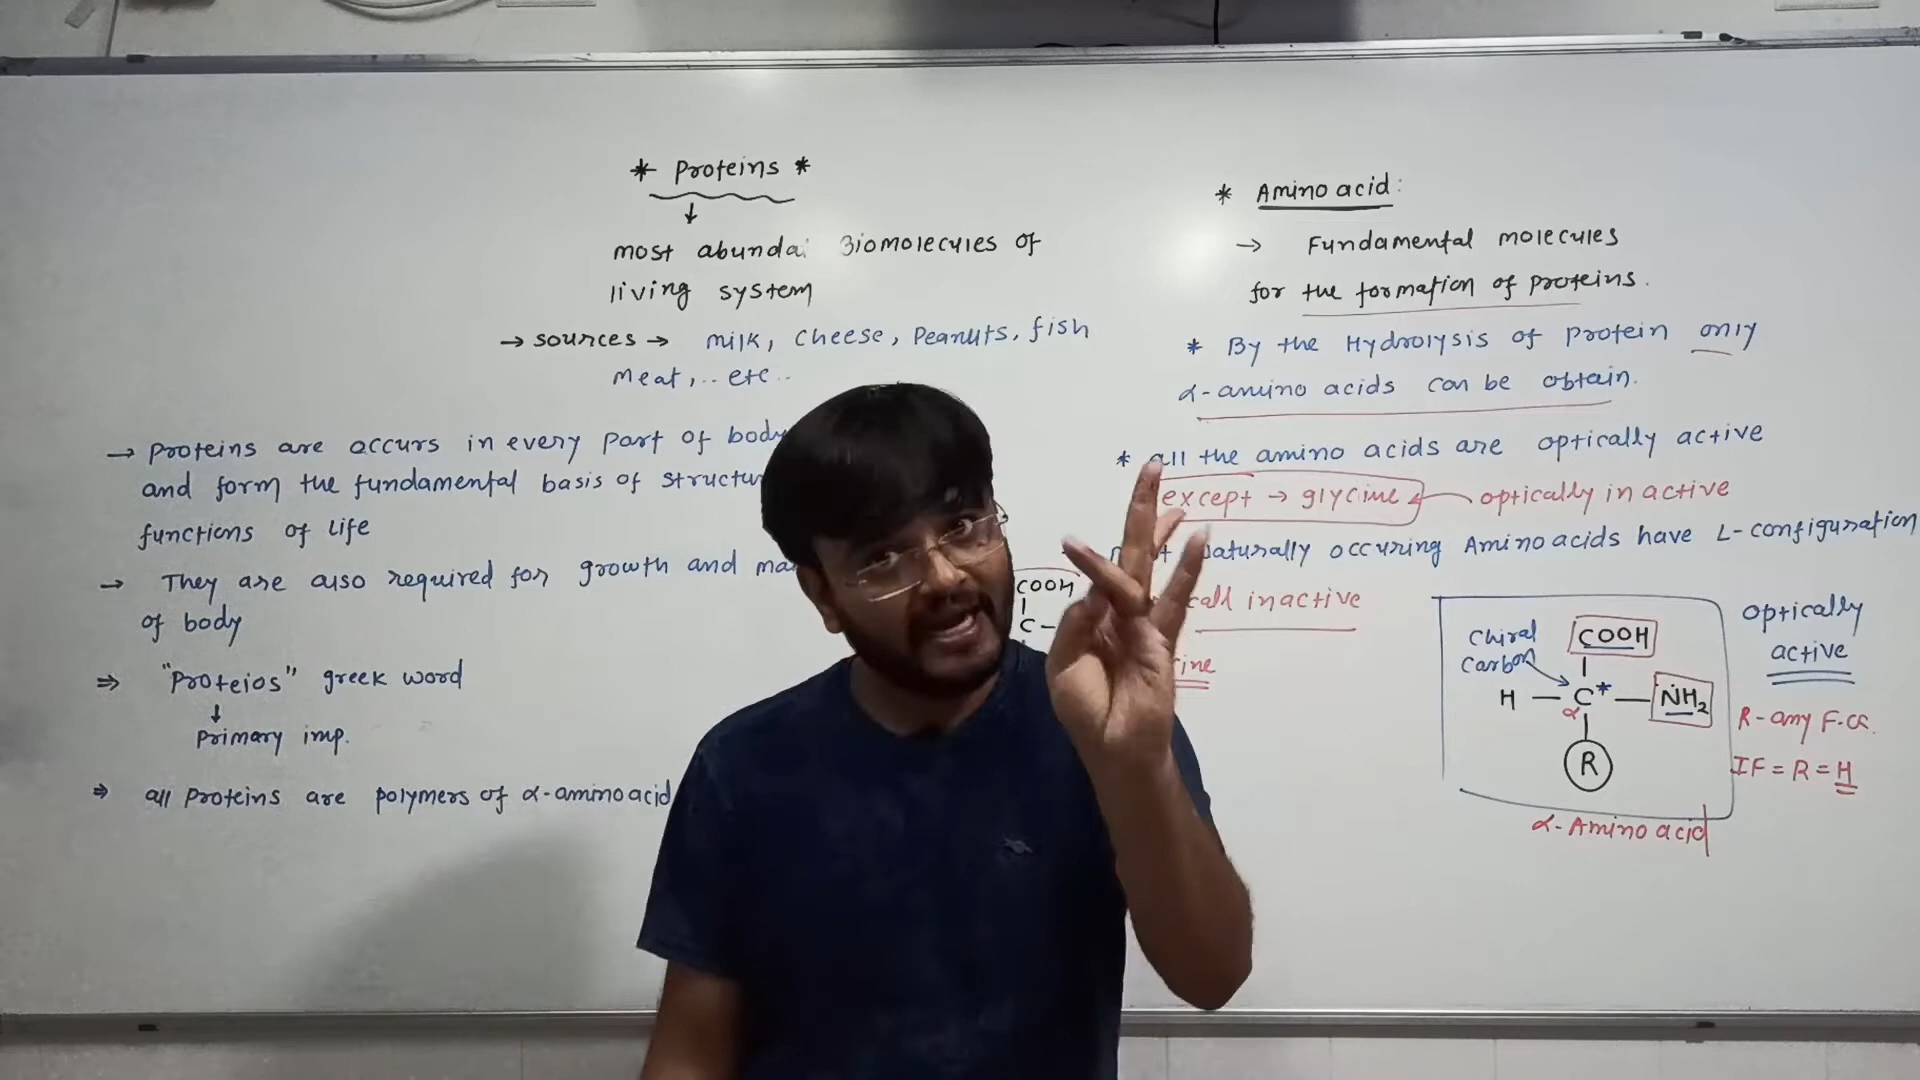 * Proteins *
↓
most abunda Biomolecules of
living system
→ sources → milk, cheese, Peanuts, fish
meat, .. etc ..
→ Proteins are occurs in every part of body
and form the fundamental basis of
functions of life
→ They are also required for growth and
of body
⇒ "Proteios" greek word
↓
Primary imp.
⇒ all Proteins are polymers of α-amino acid
* Amino acid:
→ Fundamental molecules
for the formation of proteins.
* By the Hydrolysis of protein only
α-amino acids can be obtain.
* all the amino acids are optically active
except → glycine ← optically in active
Naturally occuring Amino acids have L-configuration
COOH
C -
inactive
Chiral
Carbon
COOH
H - C* - NH2
α
R
α-Amino acid
optically
active
R-any
IF = R = H